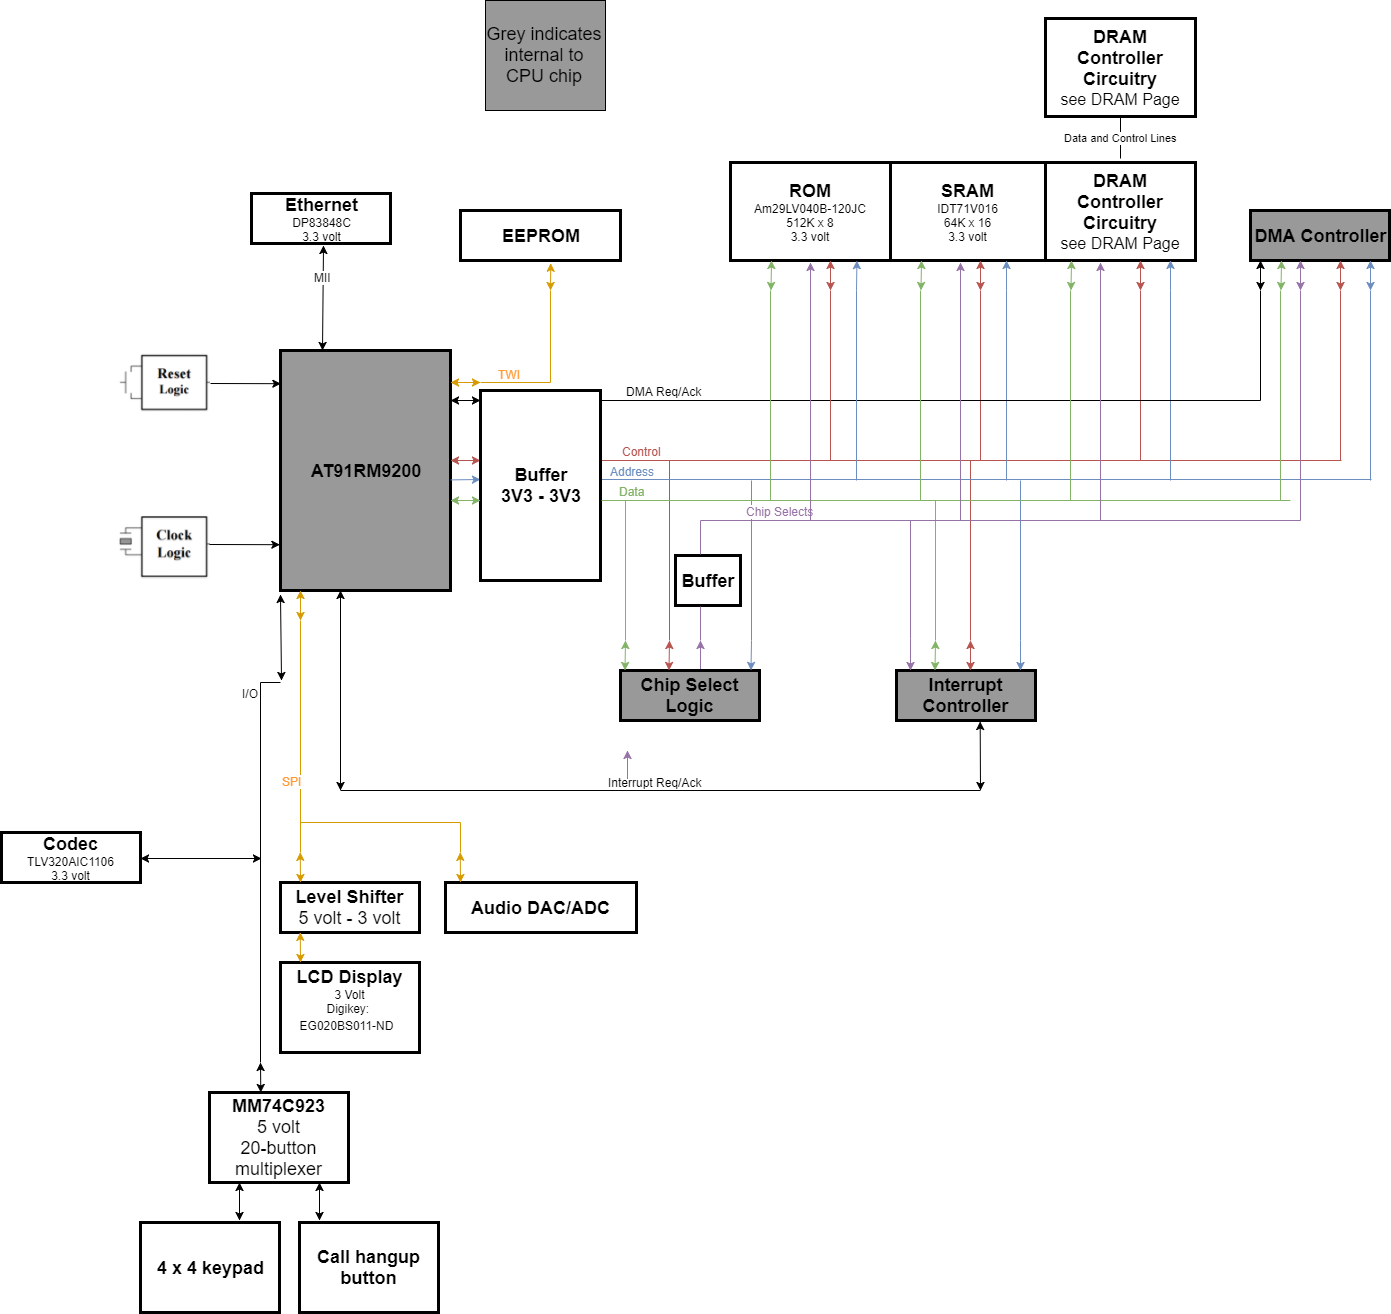 Grey indicates
internal to
CPU chip
DRAM
Controller
Circuitry
see DRAM Page
Data and Control Lines
ROM
Am29LV040B-120JC
512K x 8
3.3 volt
SRAM
IDT71V016
64K x 16
3.3 volt
DRAM
Controller
Circuitry
see DRAM Page
DMA Controller
Ethernet
DP83848C
3.3 volt
EEPROM
MII
Reset
Logic
TWI
DMA Req/Ack
AT91RM9200
Buffer
3V3 - 3V3
Control
Address
Data
Chip Selects
Clock
Logic
Buffer
Chip Select
Logic
Interrupt
Controller
I/O
SPI
Interrupt Req/Ack
Codec
TLV320AIC1106
3.3 volt
Level Shifter
5 volt - 3 volt
Audio DAC/ADC
LCD Display
3 Volt
Digikey:
EG020BS011-ND
MM74C923
5 volt
20-button
multiplexer
4 x 4 keypad
Call hangup
button